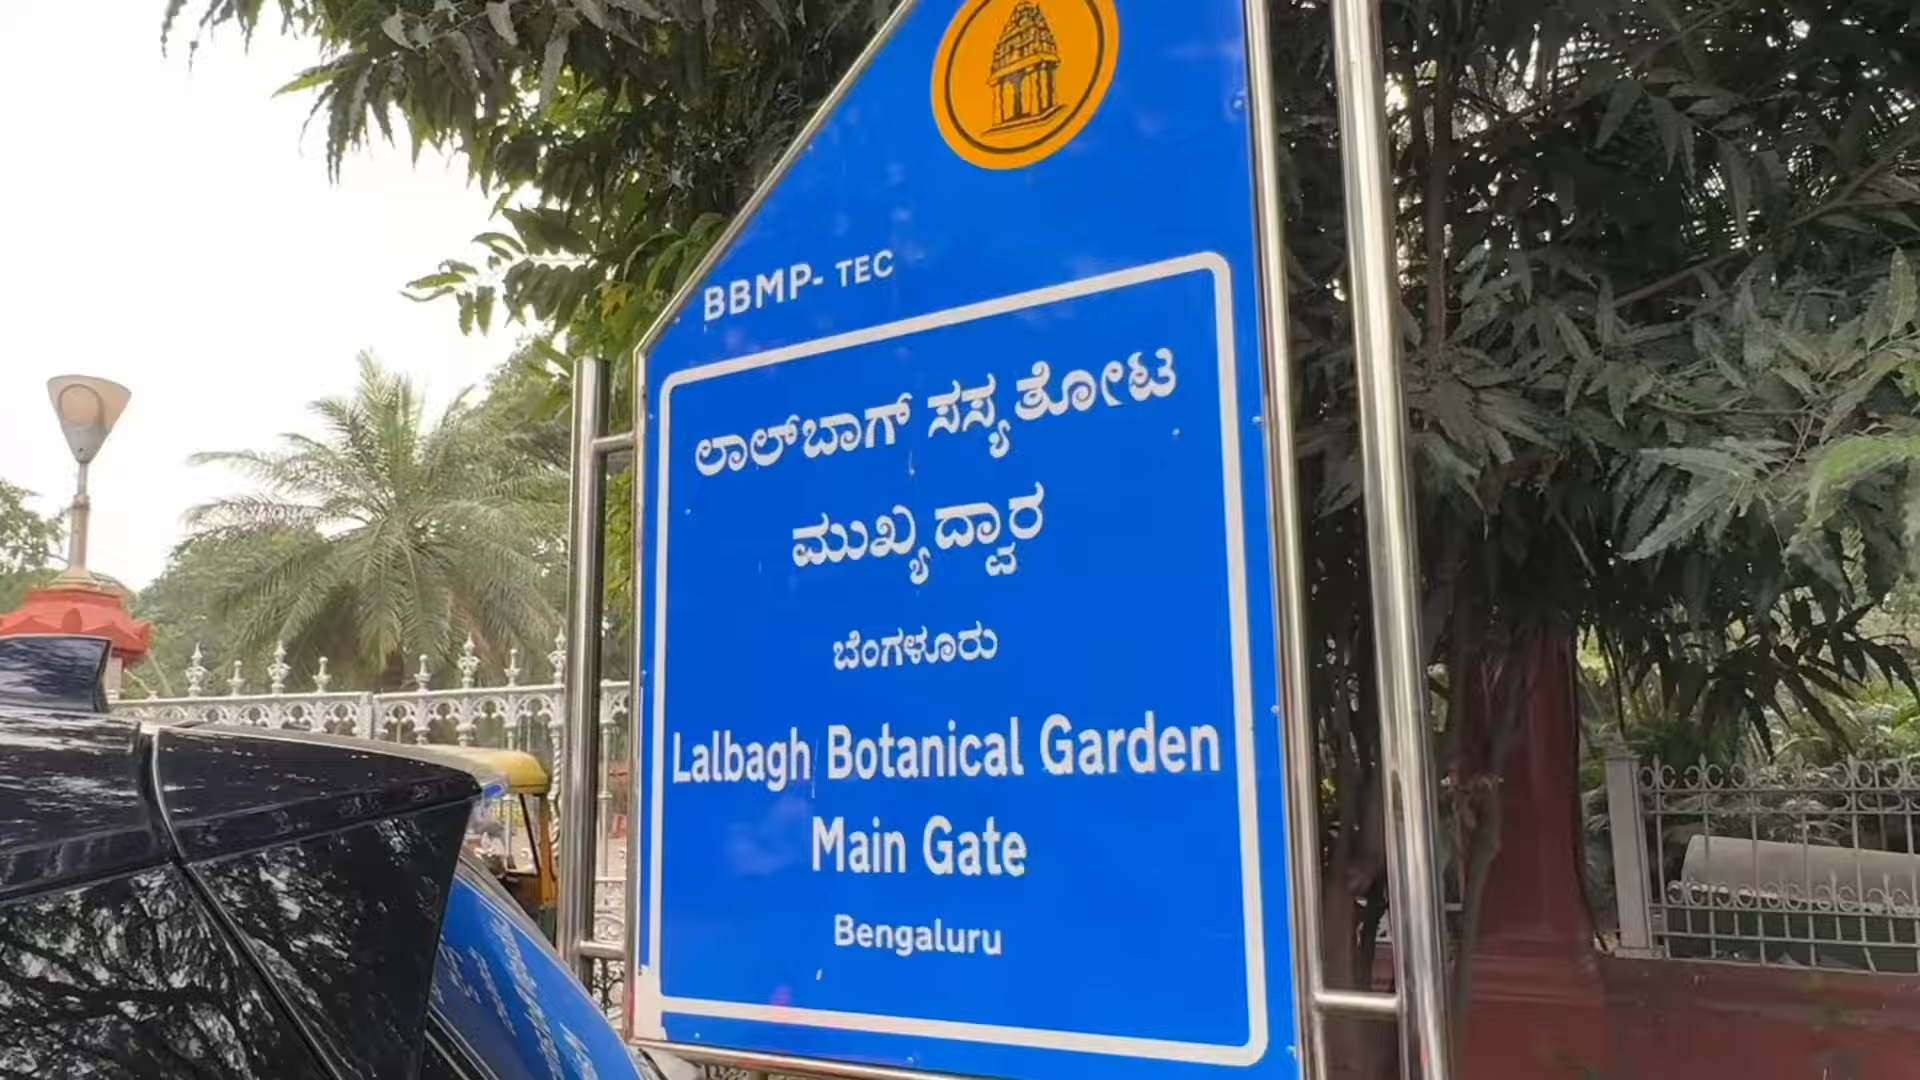 BBMP- TEC
ಲಾಲ್‌ಬಾಗ್ ಸಸ್ಯತೋಟ
ಮುಖ್ಯದ್ವಾರ
ಬೆಂಗಳೂರು
Lalbagh Botanical Garden
Main Gate
Bengaluru